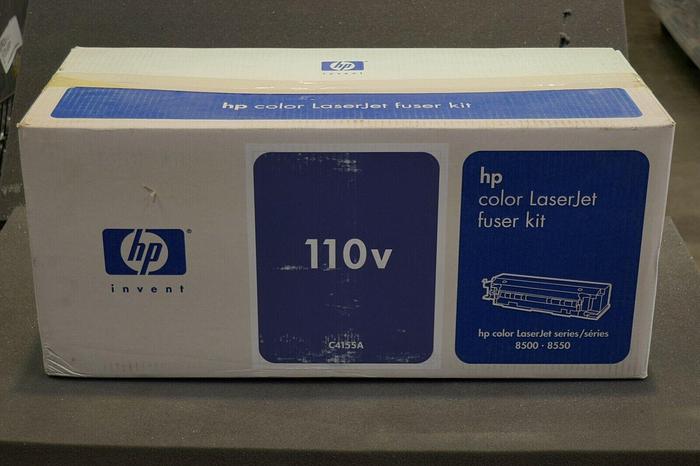 hp
invent
hp color LaserJet fuser kit
hp®
invent
110v
C4155A
hp
color LaserJet
fuser kit
hp color LaserJet series/séries
8500 · 8550